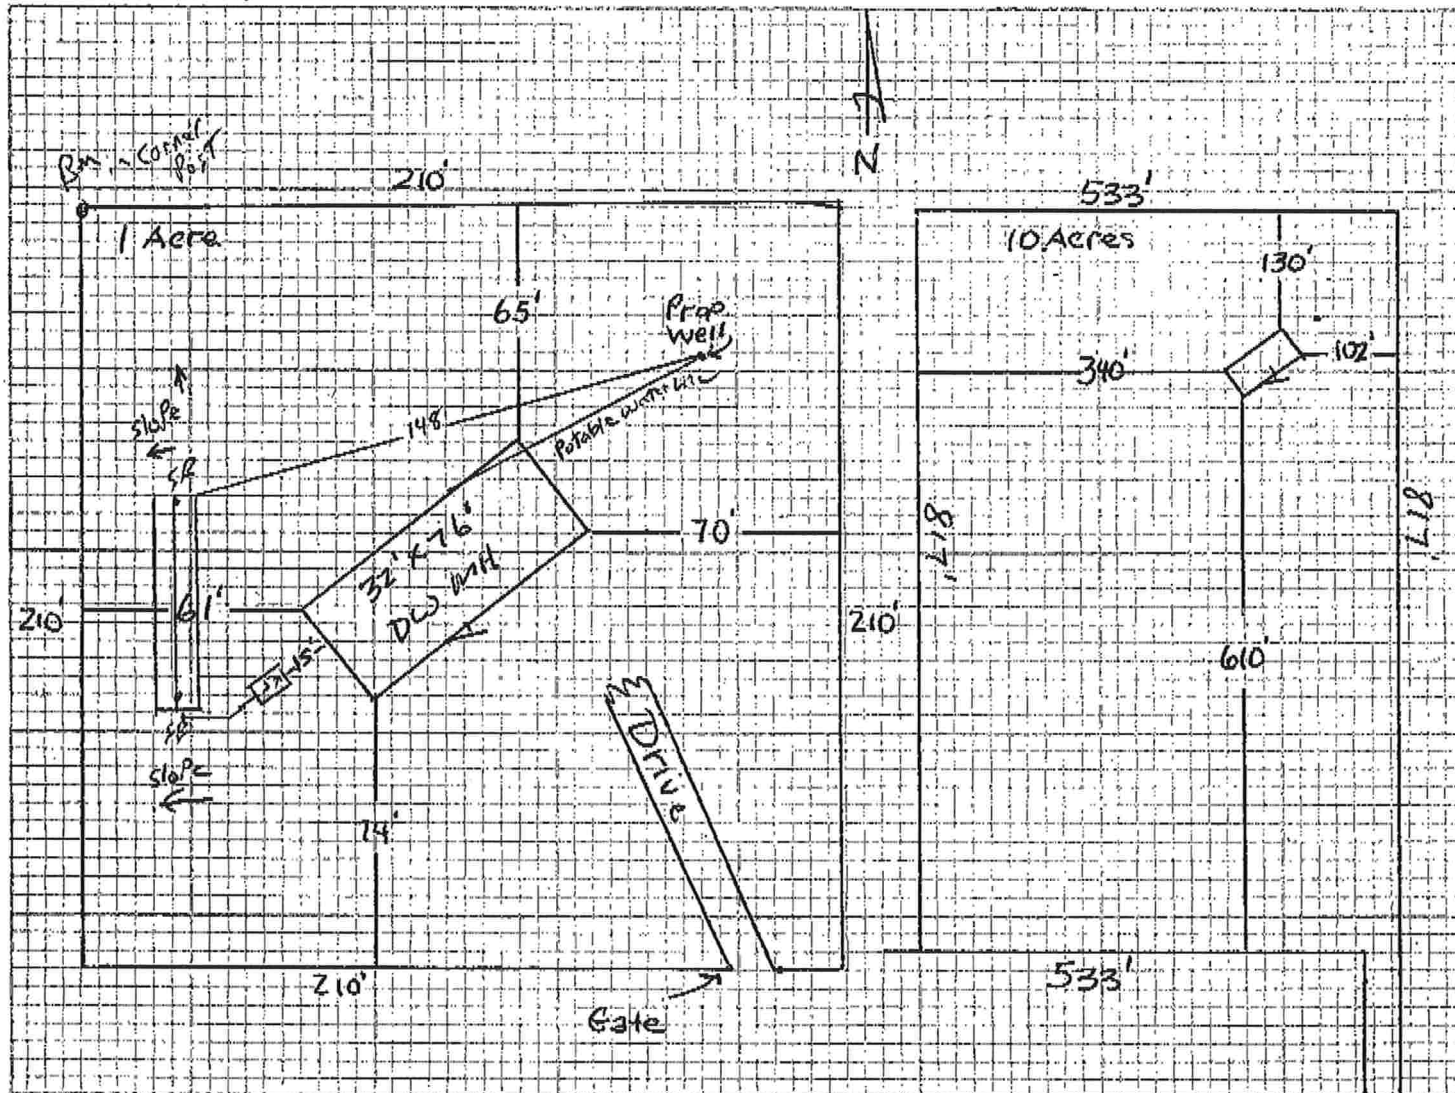 BM - Corner
Post
210'
N
533'
1 Acre
10 Acres
130'
65'
Prop
Well
102'
340'
148
Potable water line
Slope
32' x 76'
DW MH
817'
817'
70'
210'
61'
210'
15'
610'
Slope
Drive
74'
210'
533'
Gate